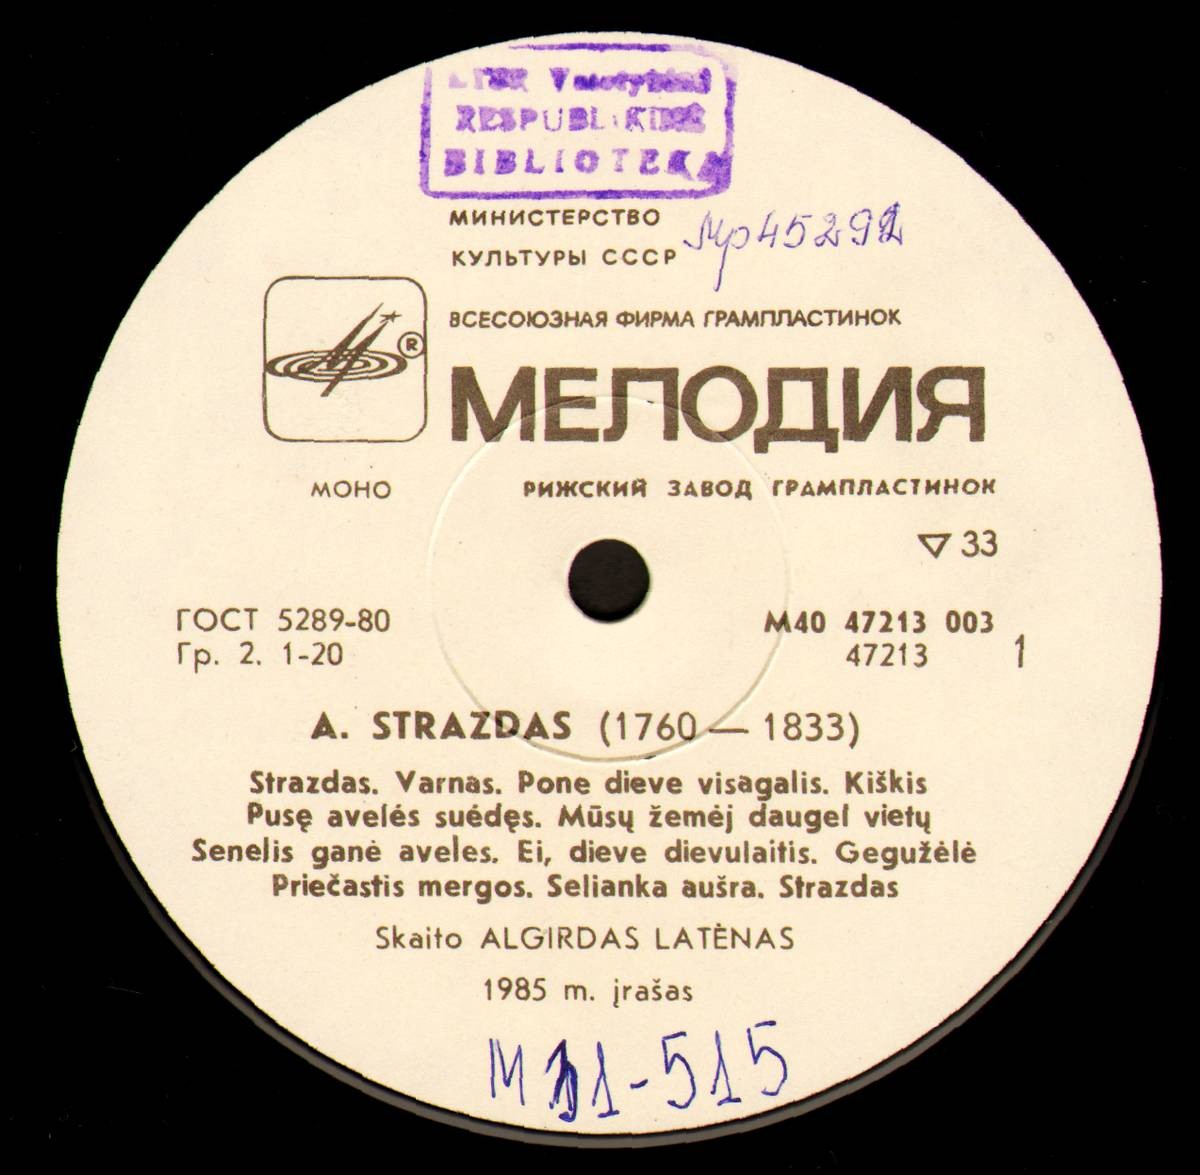 RESPUBLIKINĖ
BIBLIOTEKA
МИНИСТЕРСТВО
КУЛЬТУРЫ СССР
Мр45292
ВСЕСОЮЗНАЯ ФИРМА ГРАМПЛАСТИНОК
®
МЕЛОДИЯ
МОНО
РИЖСКИЙ ЗАВОД ГРАМПЛАСТИНОК
▽ 33
ГОСТ 5289-80
Гр. 2. 1-20
М40 47213 003
47213
1
A. STRAZDAS (1760 — 1833)
Strazdas. Varnas. Pone dieve visagalis. Kiškis
Pusę avelės suėdęs. Mūsų žemėj daugel vietų
Senelis ganė aveles. Ei, dieve dievulaitis. Gegužėlė
Priečastis mergos. Selianka aušra. Strazdas
Skaito ALGIRDAS LATĖNAS
1985 m. įrašas
M11-515